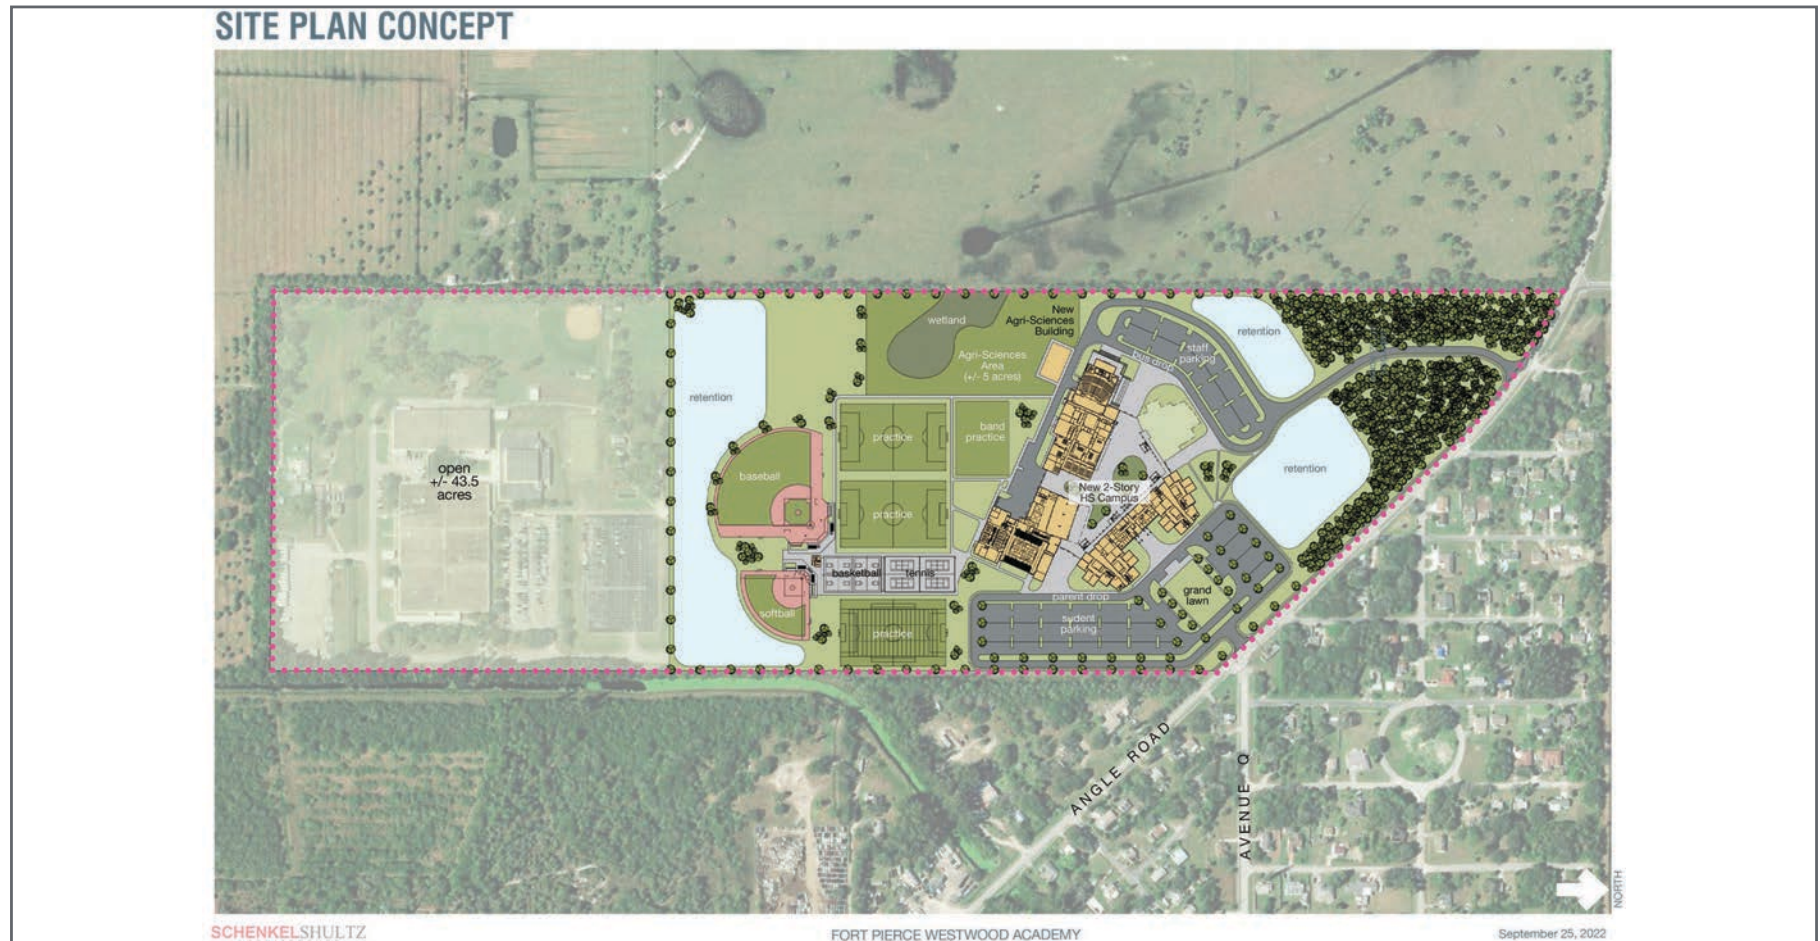 SITE PLAN CONCEPT
wetland
New
Agri-Sciences
Building
retention
staff
parking
bus drop
Agri-Sciences
Area
(+/- 5 acres)
retention
practice
band
practice
open
+/- 43.5
acres
baseball
retention
New 2-Story
HS Campus
practice
basketball
tennis
parent drop
grand
lawn
softball
practice
sydent
parking
ANGLE ROAD
AVENUE Q
NORTH
SCHENKELSHULTZ
FORT PIERCE WESTWOOD ACADEMY
September 25, 2022